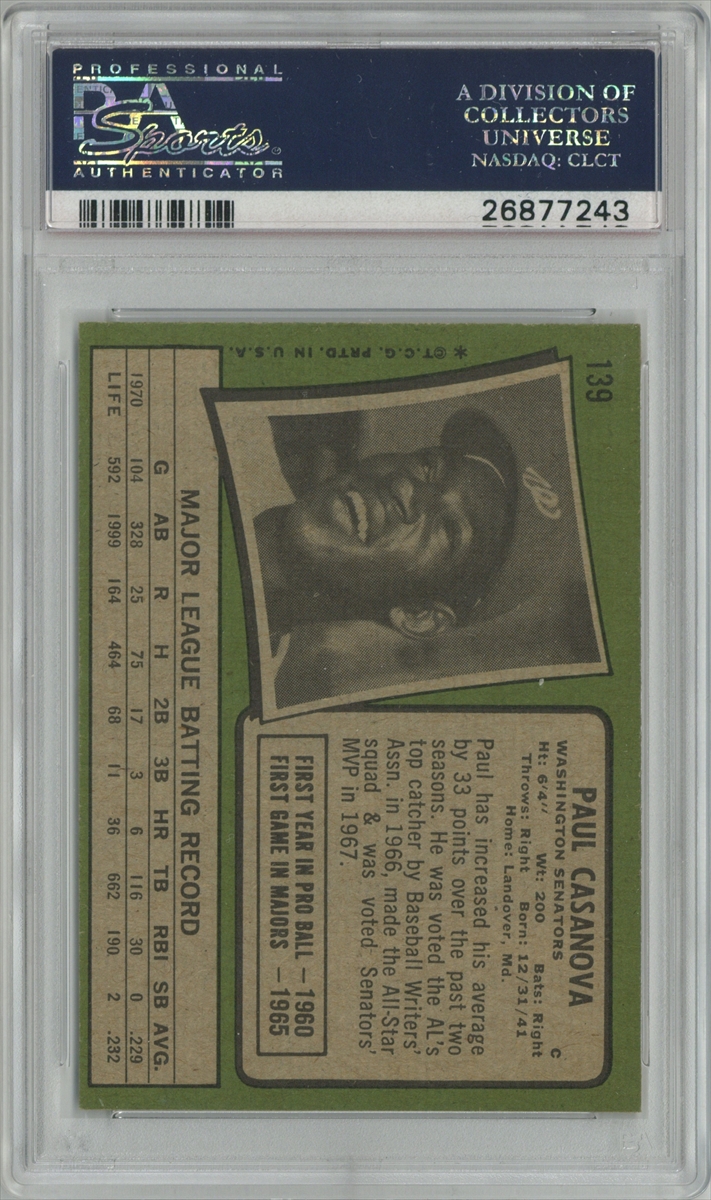 PROFESSIONAL
PSA
Sports
AUTHENTICATOR
A DIVISION OF
COLLECTORS
UNIVERSE
NASDAQ: CLCT
26877243
139
*©T.C.G. PRTD. IN U.S.A.
PAUL CASANOVA C
WASHINGTON SENATORS
Ht: 6'4" Wt: 200 Bats: Right
Throws: Right Born: 12/31/41
Home: Landover, Md.
Paul has increased his average
by 33 points over the past two
seasons. He was voted the AL's
top catcher by Baseball Writers'
Assn. in 1966, made the All-Star
squad & was voted Senators'
MVP in 1967.
FIRST YEAR IN PRO BALL —1960
FIRST GAME IN MAJORS —1965
MAJOR LEAGUE BATTING RECORD
G AB R H 2B 3B HR TB RBI SB AVG.
1970 104 328 25 75 17 3 6 116 30 0 .229
LIFE 592 1999 164 464 68 11 36 662 190 2 .232